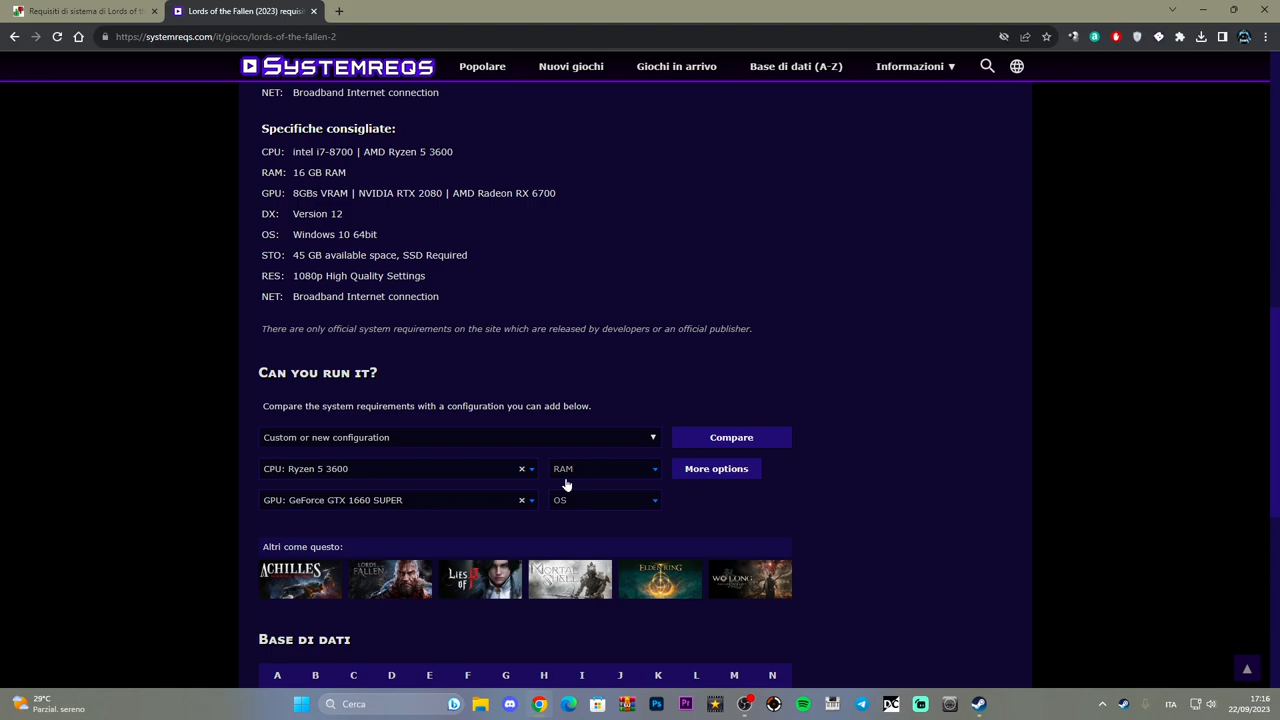 Requisiti di sistema di Lords of th
Lords of the Fallen (2023) requisi
https://systemreqs.com/it/gioco/lords-of-the-fallen-2
SYSTEMREQS
Popolare
Nuovi giochi
Giochi in arrivo
Base di dati (A-Z)
Informazioni ▼
NET: Broadband Internet connection
Specifiche consigliate:
CPU: intel i7-8700 | AMD Ryzen 5 3600
RAM: 16 GB RAM
GPU: 8GBs VRAM | NVIDIA RTX 2080 | AMD Radeon RX 6700
DX: Version 12
OS: Windows 10 64bit
STO: 45 GB available space, SSD Required
RES: 1080p High Quality Settings
NET: Broadband Internet connection
There are only official system requirements on the site which are released by developers or an official publisher.
CAN YOU RUN IT?
Compare the system requirements with a configuration you can add below.
Custom or new configuration
Compare
CPU: Ryzen 5 3600
RAM
More options
GPU: GeForce GTX 1660 SUPER
OS
Altri come questo:
ACHILLES
LORDS FALLEN
LIES OF P
MORTAL SHELL
ELDEN RING
WO LONG
BASE DI DATI
A B C D E F G H I J K L M N
29°C
Parzial. sereno
Cerca
ITA
17:16
22/09/2023